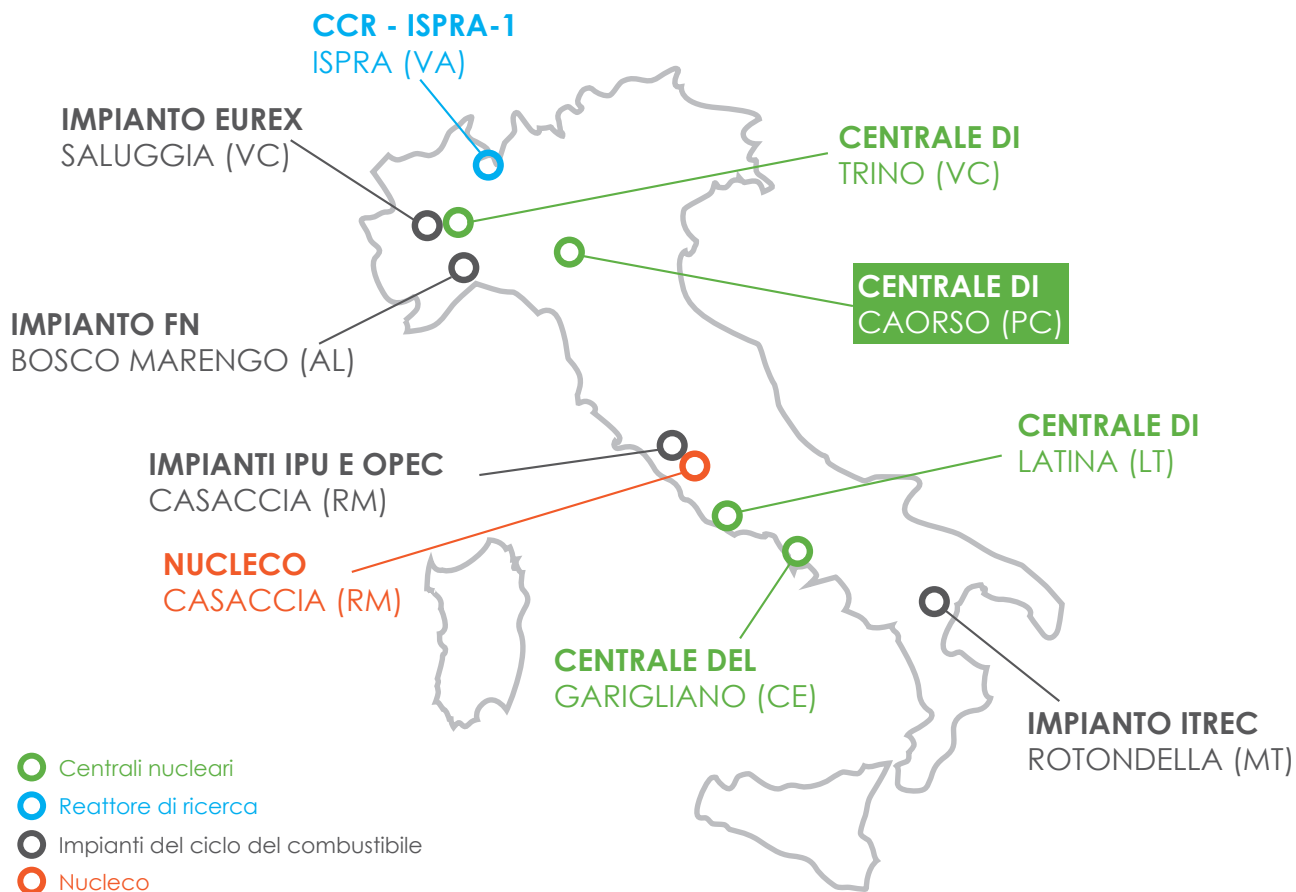 CCR - ISPRA-1
ISPRA (VA)
IMPIANTO EUREX
SALUGGIA (VC)
CENTRALE DI
TRINO (VC)
CENTRALE DI
CAORSO (PC)
IMPIANTO FN
BOSCO MARENGO (AL)
CENTRALE DI
LATINA (LT)
IMPIANTI IPU E OPEC
CASACCIA (RM)
NUCLECO
CASACCIA (RM)
CENTRALE DEL
GARIGLIANO (CE)
IMPIANTO ITREC
ROTONDELLA (MT)
Centrali nucleari
Reattore di ricerca
Impianti del ciclo del combustibile
Nucleco